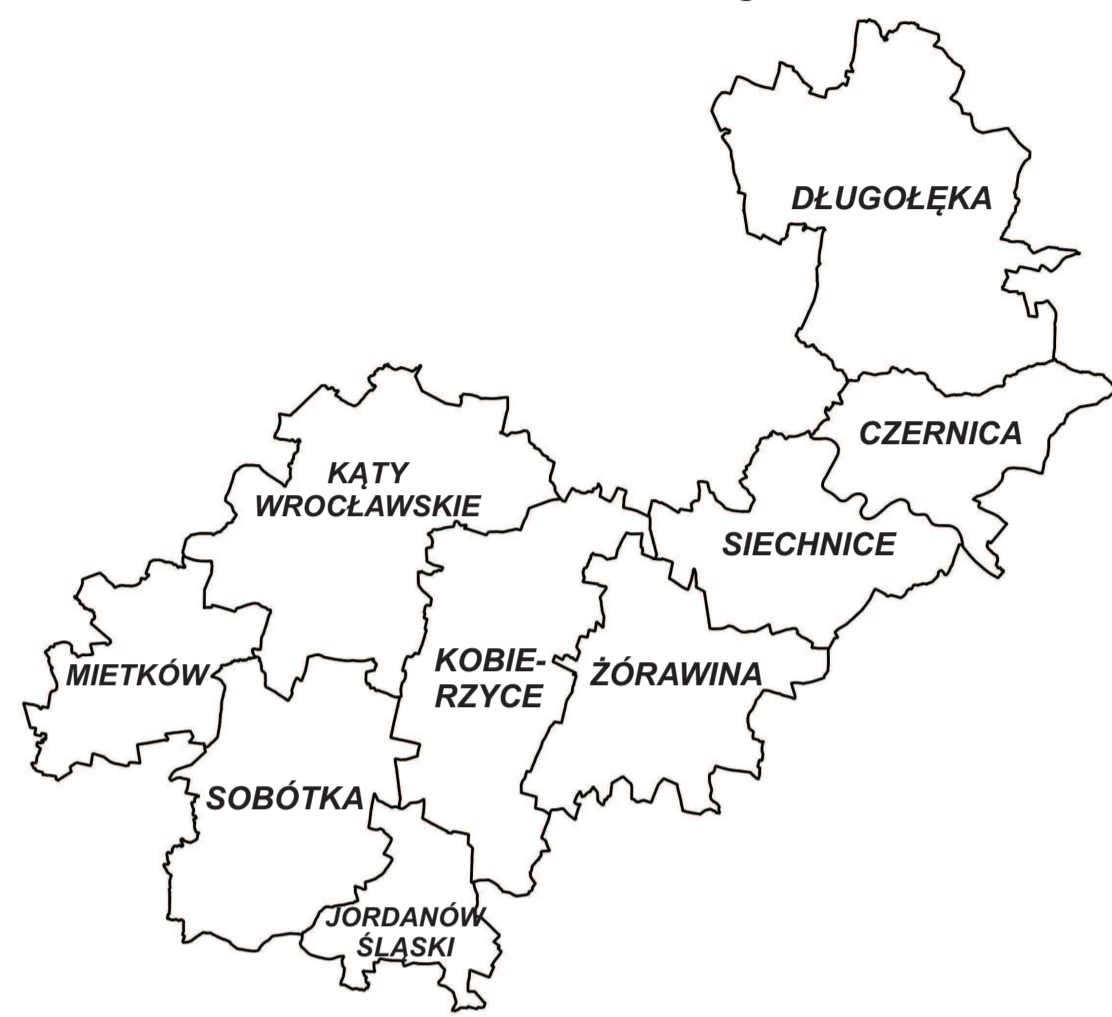 DŁUGOŁĘKA
CZERNICA
KĄTY
WROCŁAWSKIE
SIECHNICE
MIETKÓW
KOBIE-
RZYCE
ŻÓRAWINA
SOBÓTKA
JORDANÓW
ŚLĄSKI